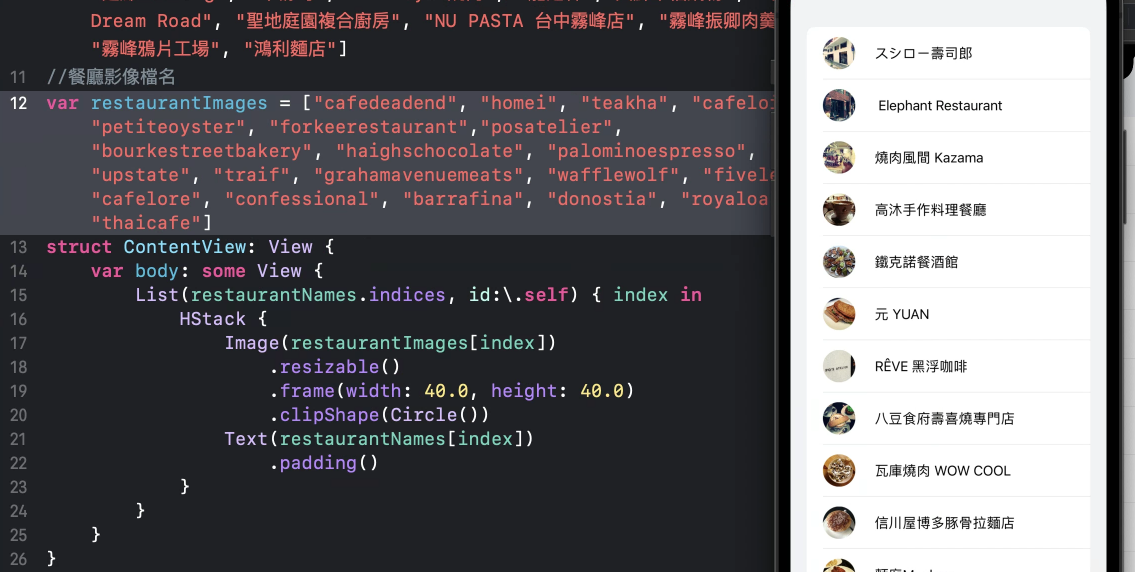 Dream Road", "聖地庭園複合廚房", "NU PASTA 台中霧峰店", "霧峰振卿肉羹
"霧峰鴉片工場", "鴻利麵店"]
11 //餐廳影像檔名
12 var restaurantImages = ["cafedeadend", "homei", "teakha", "cafeloi
"petiteoyster", "forkeerestaurant","posatelier",
"bourkestreetbakery", "haighschocolate", "palominoespresso",
"upstate", "traif", "grahamavenuemeats", "wafflewolf", "fivele
"cafelore", "confessional", "barrafina", "donostia", "royaloa
"thaicafe"]
13 struct ContentView: View {
14 var body: some View {
15 List(restaurantNames.indices, id:\.self) { index in
16 HStack {
17 Image(restaurantImages[index])
18 .resizable()
19 .frame(width: 40.0, height: 40.0)
20 .clipShape(Circle())
21 Text(restaurantNames[index])
22 .padding()
23 }
24 }
25 }
26 }
スシロー壽司郎
Elephant Restaurant
燒肉風間 Kazama
高沐手作料理餐廳
鐵克諾餐酒館
元 YUAN
RÊVE 黑浮咖啡
八豆食府壽喜燒專門店
瓦庫燒肉 WOW COOL
信川屋博多豚骨拉麵店